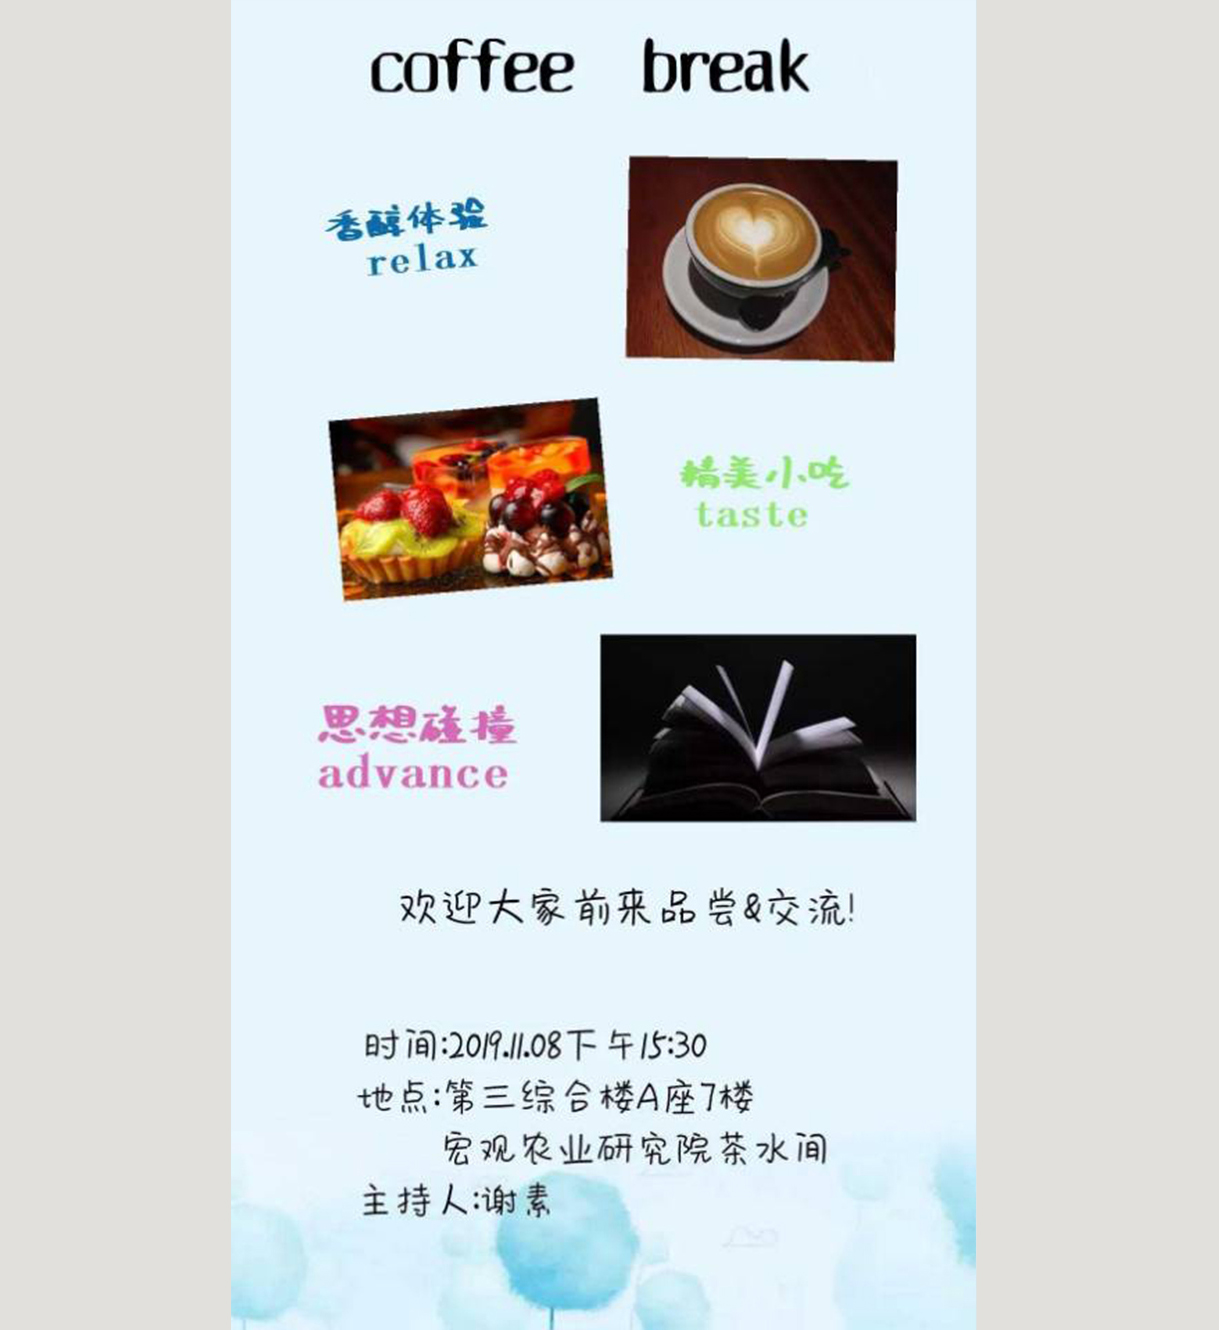 coffee break
香醇体验
relax
精美小吃
taste
思想碰撞
advance
欢迎大家前来品尝&交流!
时间:2019.11.08下午15:30
地点:第三综合楼A座7楼
宏观农业研究院茶水间
主持人:谢素